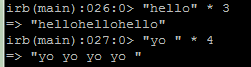 irb(main):026:0> "hello" * 3
=> "hellohellohello"
irb(main):027:0> "yo " * 4
=> "yo yo yo yo "